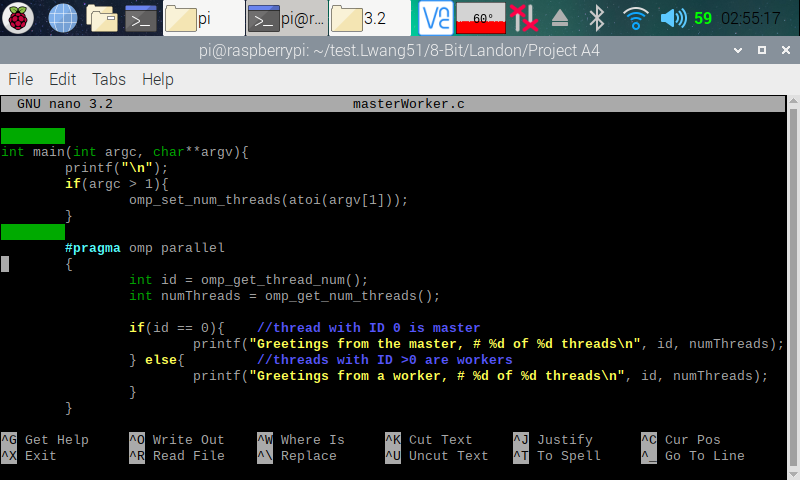 pi
pi@r...
3.2
60°
59
02:55:17
pi@raspberrypi: ~/test.Lwang51/8-Bit/Landon/Project A4
File Edit Tabs Help
GNU nano 3.2 masterWorker.c
int main(int argc, char**argv){
printf("\n");
if(argc > 1){
omp_set_num_threads(atoi(argv[1]));
}
#pragma omp parallel
{
int id = omp_get_thread_num();
int numThreads = omp_get_num_threads();
if(id == 0){ //thread with ID 0 is master
printf("Greetings from the master, # %d of %d threads\n", id, numThreads);
} else{ //threads with ID >0 are workers
printf("Greetings from a worker, # %d of %d threads\n", id, numThreads);
}
}
^G Get Help ^O Write Out ^W Where Is ^K Cut Text ^J Justify ^C Cur Pos
^X Exit ^R Read File ^\ Replace ^U Uncut Text ^T To Spell ^_ Go To Line